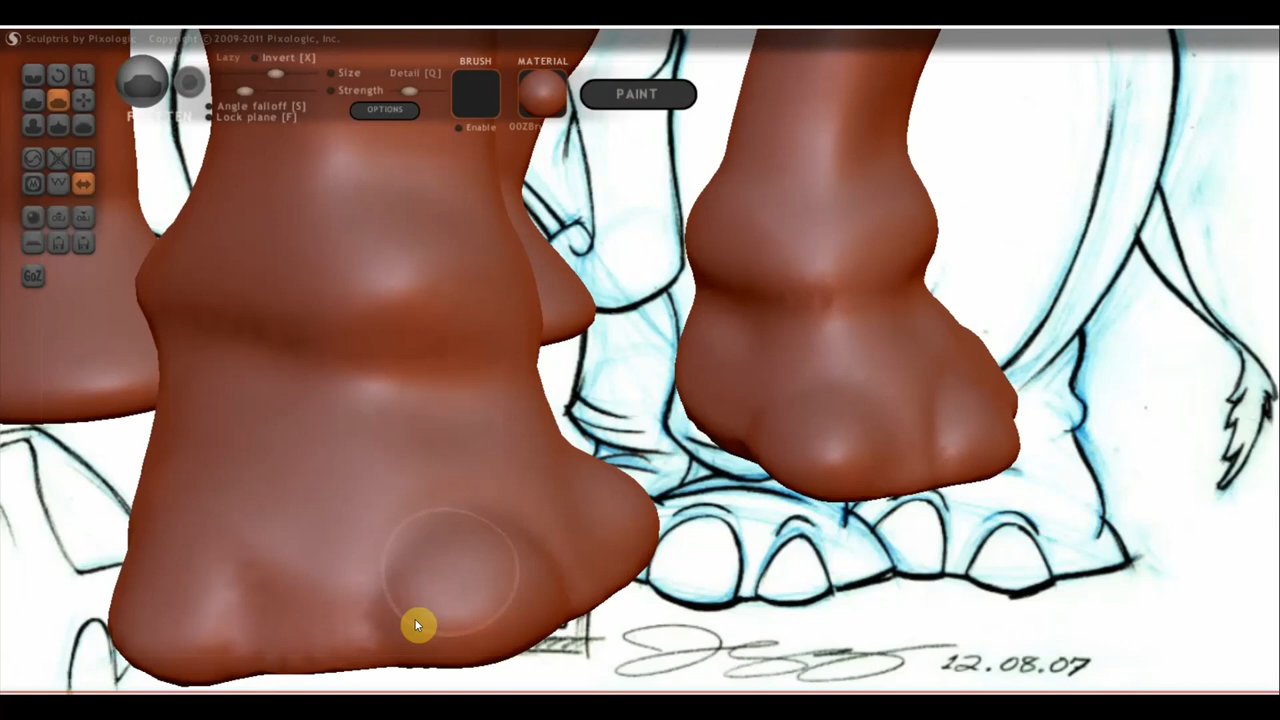 Sculptris by Pixologic Copyright © 2009-2011 Pixologic, Inc.
Lazy Invert [X]
Size Detail [Q]
Strength
Angle falloff [S]
Lock plane [F]
OPTIONS
BRUSH
Enable
MATERIAL
PAINT
GoZ
12.08.07